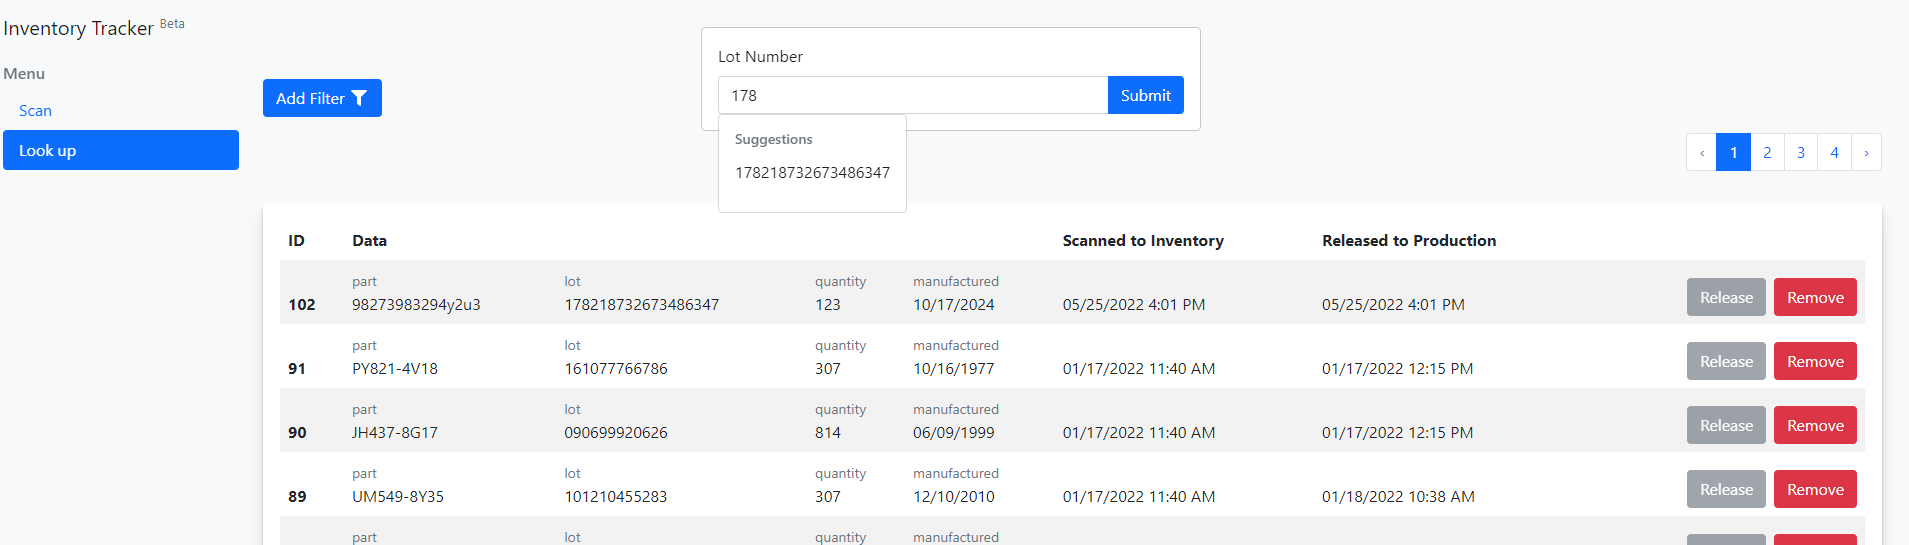 Inventory Tracker Beta
Menu
Scan
Look up
Add Filter
Lot Number
178 Submit
Suggestions
178218732673486347
‹ 1 2 3 4 ›
ID Data Scanned to Inventory Released to Production
part lot quantity manufactured
102 98273983294y2u3 178218732673486347 123 10/17/2024 05/25/2022 4:01 PM 05/25/2022 4:01 PM Release Remove
part lot quantity manufactured
91 PY821-4V18 161077766786 307 10/16/1977 01/17/2022 11:40 AM 01/17/2022 12:15 PM Release Remove
part lot quantity manufactured
90 JH437-8G17 090699920626 814 06/09/1999 01/17/2022 11:40 AM 01/17/2022 12:15 PM Release Remove
part lot quantity manufactured
89 UM549-8Y35 101210455283 307 12/10/2010 01/17/2022 11:40 AM 01/18/2022 10:38 AM Release Remove
part lot quantity manufactured